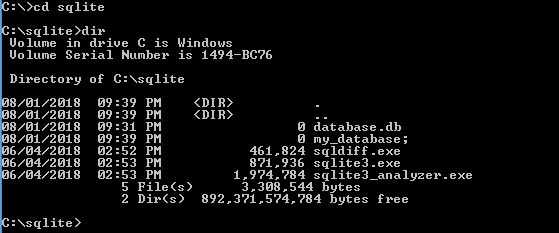 C:\>cd sqlite
C:\sqlite>dir
Volume in drive C is Windows
Volume Serial Number is 1494-BC76
Directory of C:\sqlite
08/01/2018  09:39 PM    <DIR>          .
08/01/2018  09:39 PM    <DIR>          ..
08/01/2018  09:31 PM                 0 database.db
08/01/2018  09:39 PM                 0 my_database;
06/04/2018  02:52 PM           461,824 sqldiff.exe
06/04/2018  02:53 PM           871,936 sqlite3.exe
06/04/2018  02:53 PM         1,974,784 sqlite3_analyzer.exe
5 File(s)      3,308,544 bytes
2 Dir(s)  892,371,574,784 bytes free
C:\sqlite>